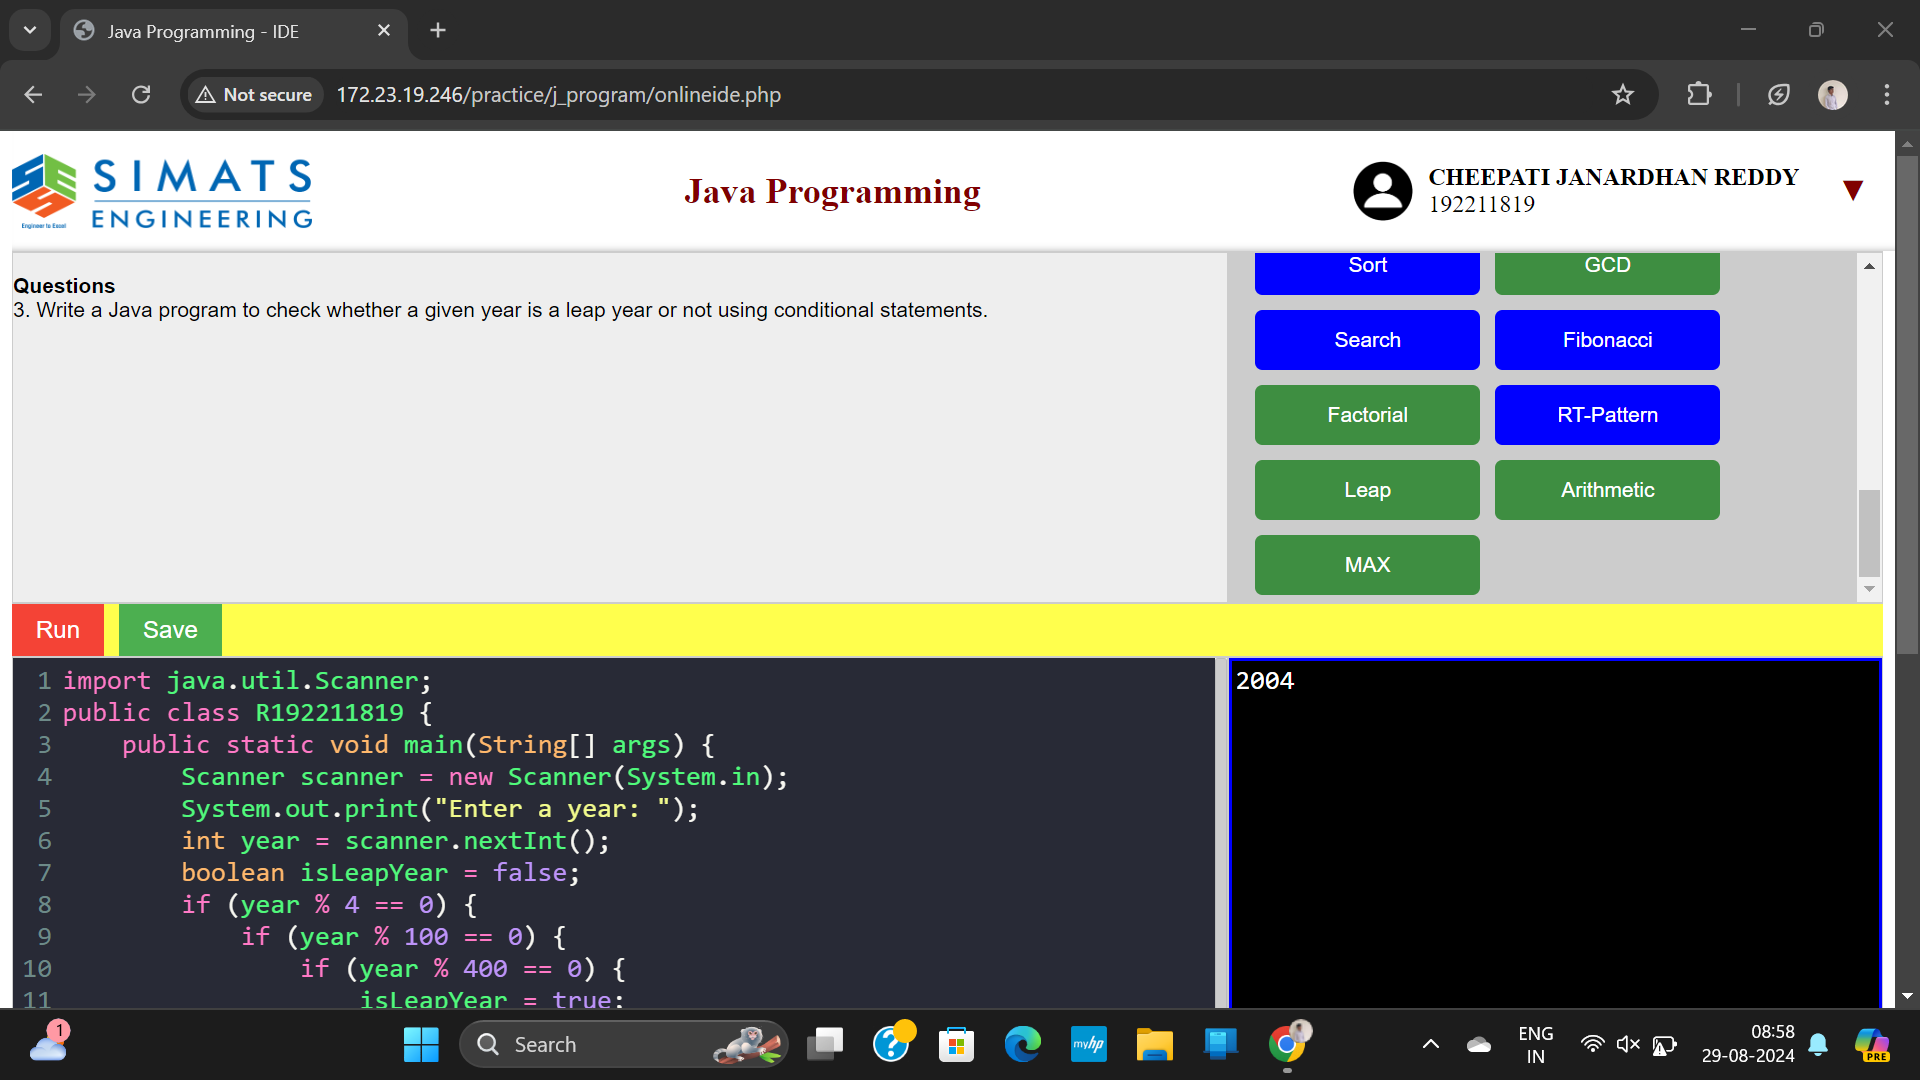 Java Programming - IDE
Not secure
172.23.19.246/practice/j_program/onlineide.php
SIMATS
ENGINEERING
Engineer to Excel
Java Programming
CHEEPATI JANARDHAN REDDY
192211819
Questions
3. Write a Java program to check whether a given year is a leap year or not using conditional statements.
Sort
GCD
Search
Fibonacci
Factorial
RT-Pattern
Leap
Arithmetic
MAX
Run
Save
1 import java.util.Scanner;
2 public class R192211819 {
3 public static void main(String[] args) {
4 Scanner scanner = new Scanner(System.in);
5 System.out.print("Enter a year: ");
6 int year = scanner.nextInt();
7 boolean isLeapYear = false;
8 if (year % 4 == 0) {
9 if (year % 100 == 0) {
10 if (year % 400 == 0) {
11 isLeapYear = true;
2004
1
Search
myhp
ENG
IN
08:58
29-08-2024
PRE